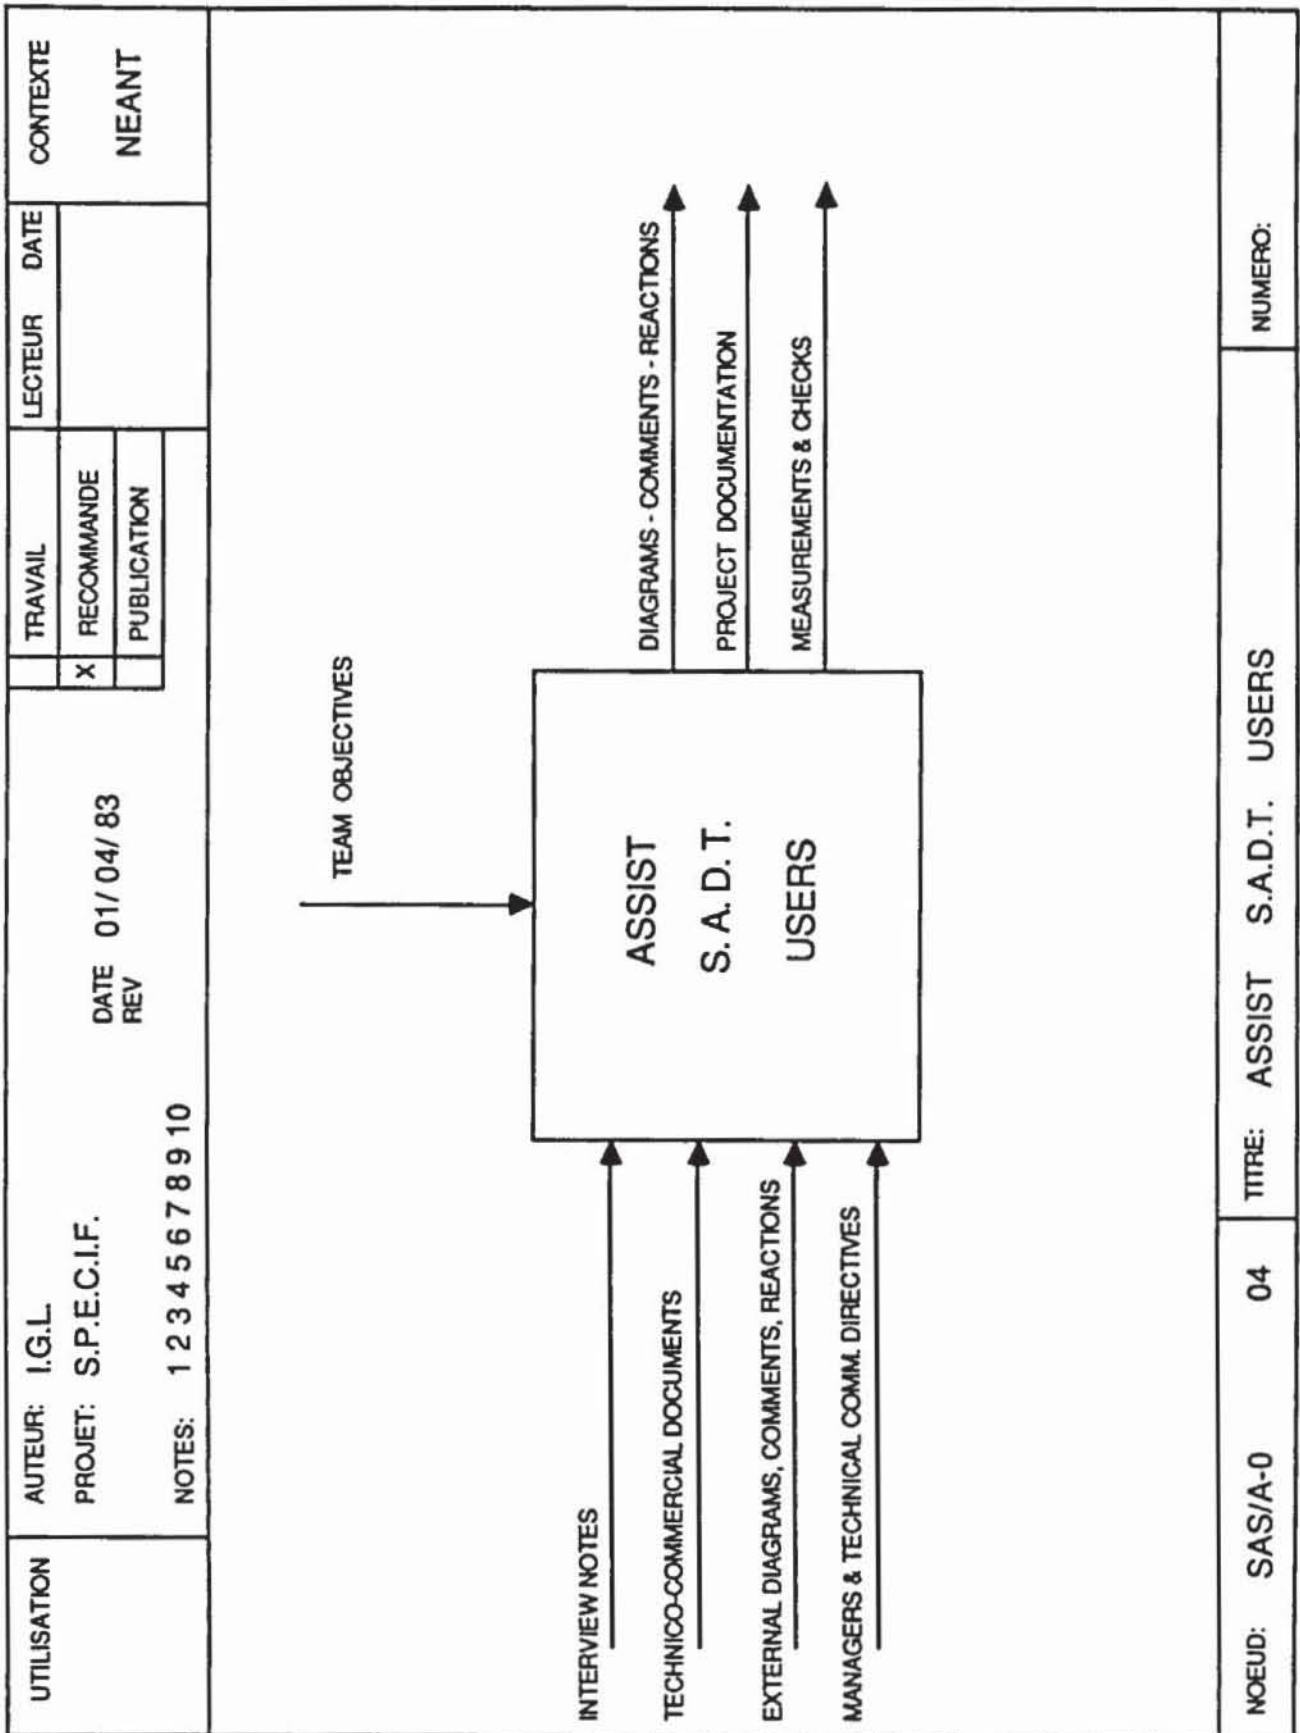 UTILISATION
AUTEUR: I.G.L.
PROJET: S.P.E.C.I.F.
DATE 01/04/83
REV
NOTES: 1 2 3 4 5 6 7 8 9 10
TRAVAIL
X RECOMMANDE
PUBLICATION
LECTEUR DATE
CONTEXTE
NEANT
TEAM OBJECTIVES
INTERVIEW NOTES
TECHNICO-COMMERCIAL DOCUMENTS
EXTERNAL DIAGRAMS, COMMENTS, REACTIONS
MANAGERS & TECHNICAL COMM. DIRECTIVES
ASSIST
S. A. D. T.
USERS
DIAGRAMS - COMMENTS - REACTIONS
PROJECT DOCUMENTATION
MEASUREMENTS & CHECKS
NOEUD: SAS/A-0 04
TITRE: ASSIST S.A.D.T. USERS
NUMERO: